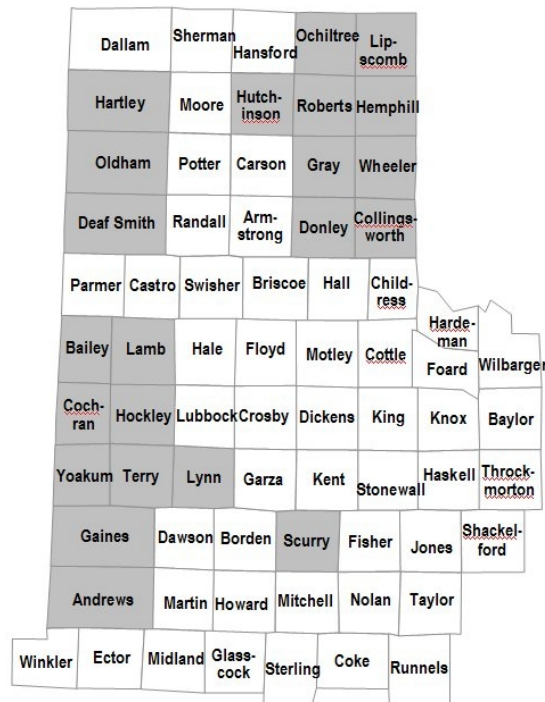 Dallam
Sherman
Hansford
Ochiltree
Lip-
scomb
Hartley
Moore
Hutch-
inson
Roberts
Hemphill
Oldham
Potter
Carson
Gray
Wheeler
Deaf Smith
Randall
Arm-
strong
Donley
Collings-
worth
Parmer
Castro
Swisher
Briscoe
Hall
Child-
ress
Harde-
man
Bailey
Lamb
Hale
Floyd
Motley
Cottle
Foard
Wilbarger
Coch-
ran
Hockley
Lubbock
Crosby
Dickens
King
Knox
Baylor
Yoakum
Terry
Lynn
Garza
Kent
Stonewall
Haskell
Throck-
morton
Gaines
Dawson
Borden
Scurry
Fisher
Jones
Shackel-
ford
Andrews
Martin
Howard
Mitchell
Nolan
Taylor
Winkler
Ector
Midland
Glass-
cock
Sterling
Coke
Runnels